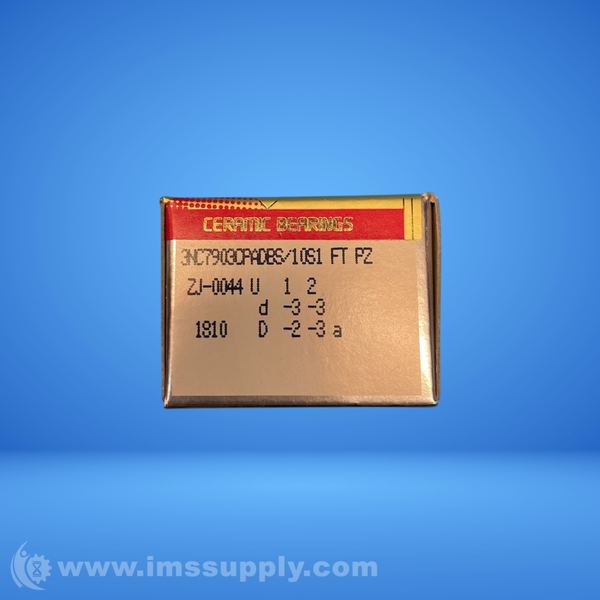 CERAMIC BEARINGS
3NC7903CPADBS/10S1 FT PZ
ZJ-0044 U 1 2
d -3 -3
1810 D -2 -3 a
www.imssupply.com